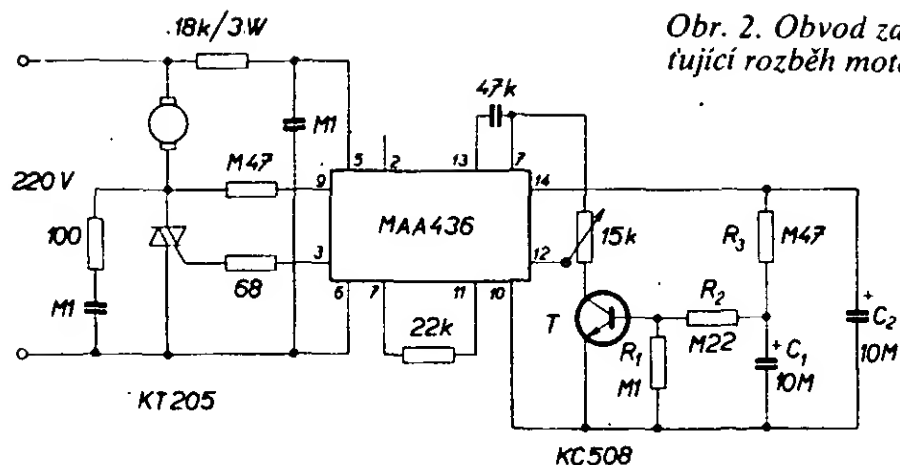 Obr. 2. Obvod za
ťující rozběh moto
18k/3W
47k
M1
5
2
13
7
220V
M47
9
14
MAA436
100
15k
R3
M47
3
12
68
6
7
11
10
R2
T
M22
C2
10M
M1
22k
R1
M1
C1
10M
KT205
KC508